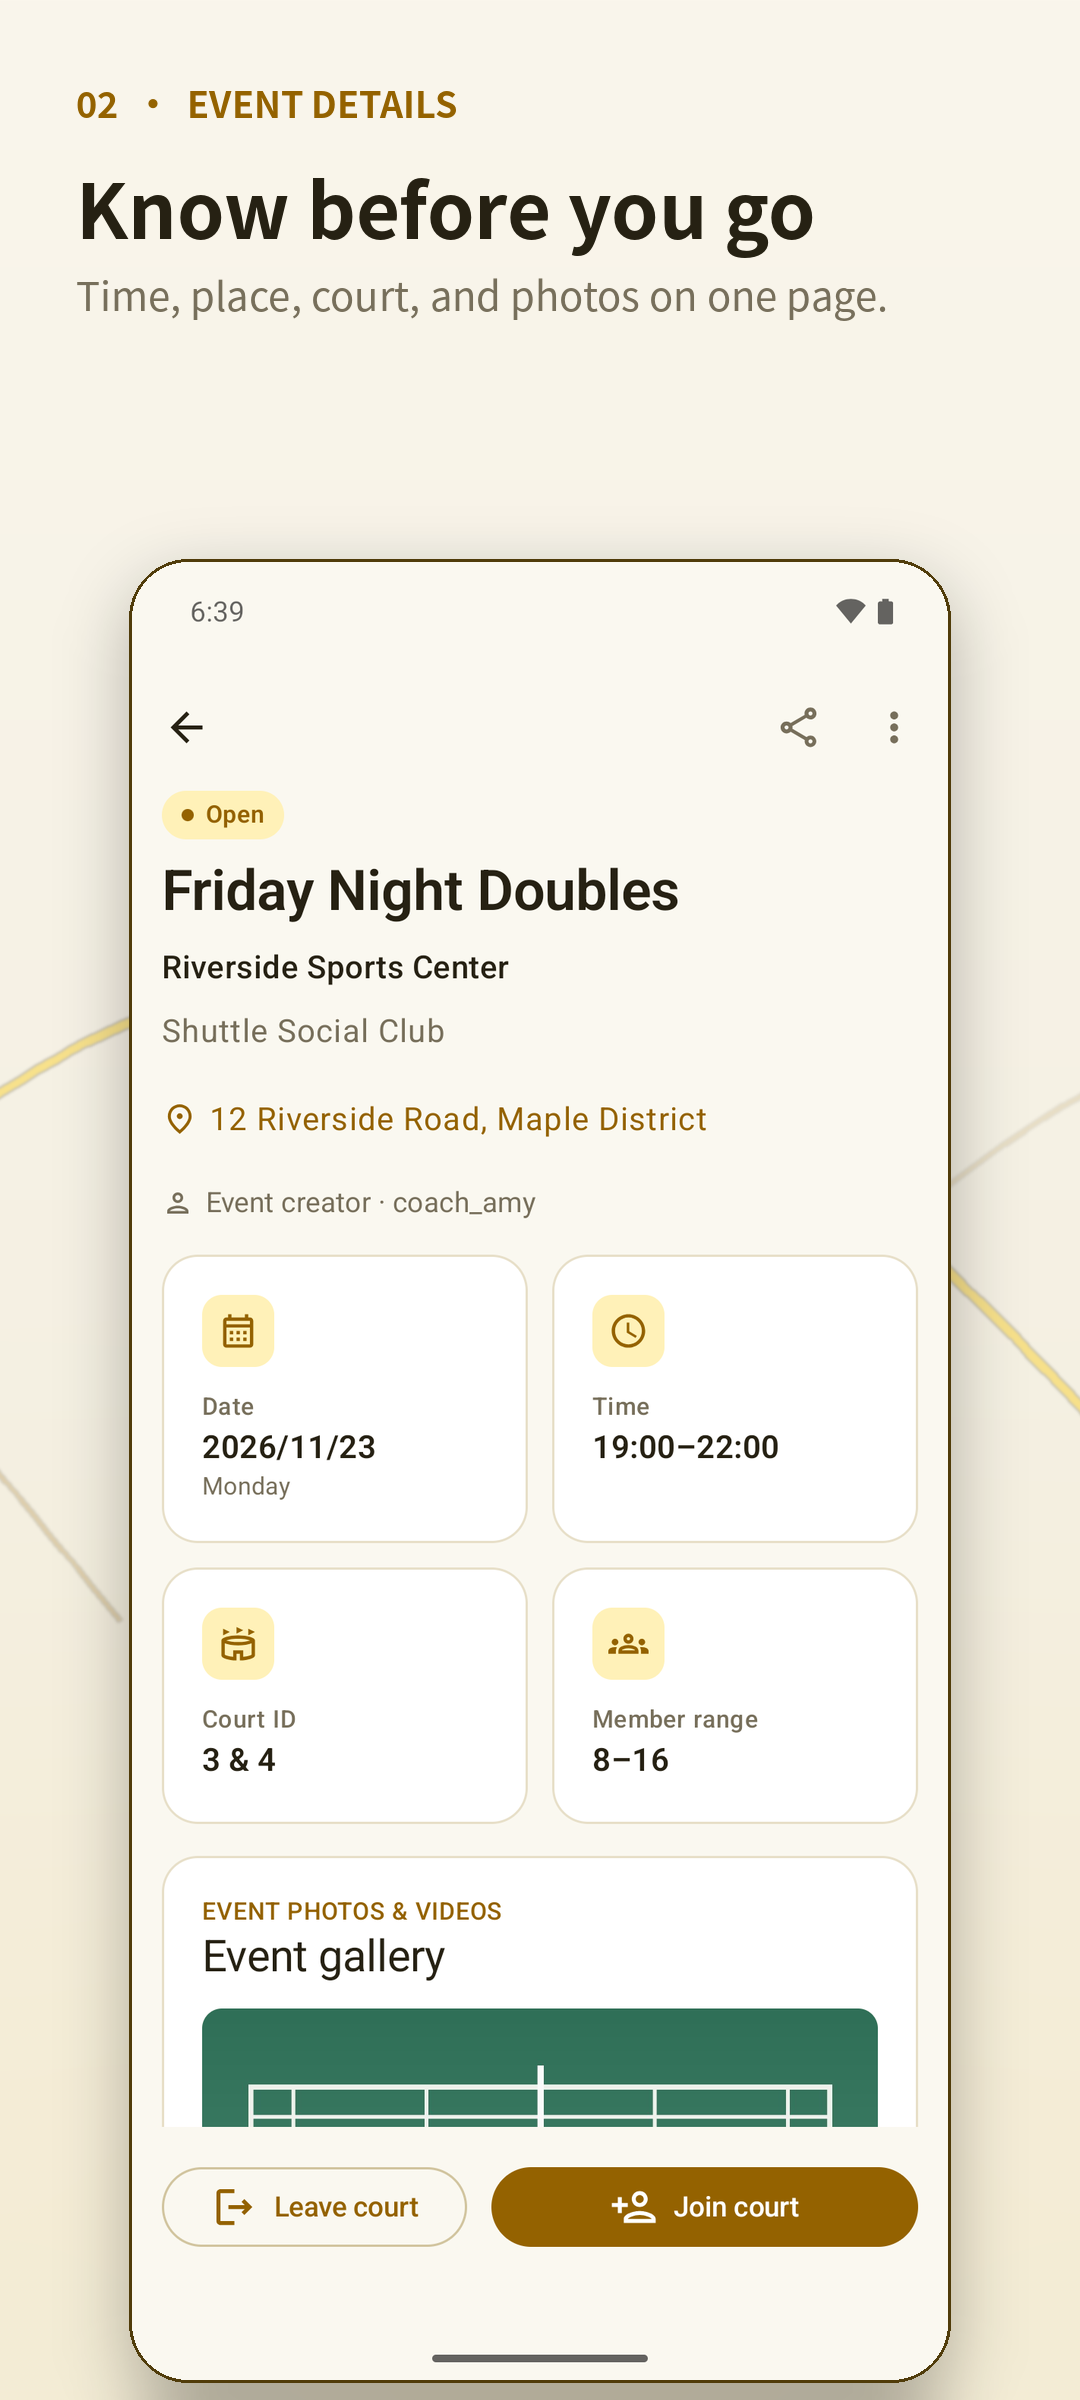 02 • EVENT DETAILS
Know before you go
Time, place, court, and photos on one page.
6:39
Open
Friday Night Doubles
Riverside Sports Center
Shuttle Social Club
12 Riverside Road, Maple District
Event creator · coach_amy
Date
2026/11/23
Monday
Time
19:00–22:00
Court ID
3 & 4
Member range
8–16
EVENT PHOTOS & VIDEOS
Event gallery
Leave court
Join court